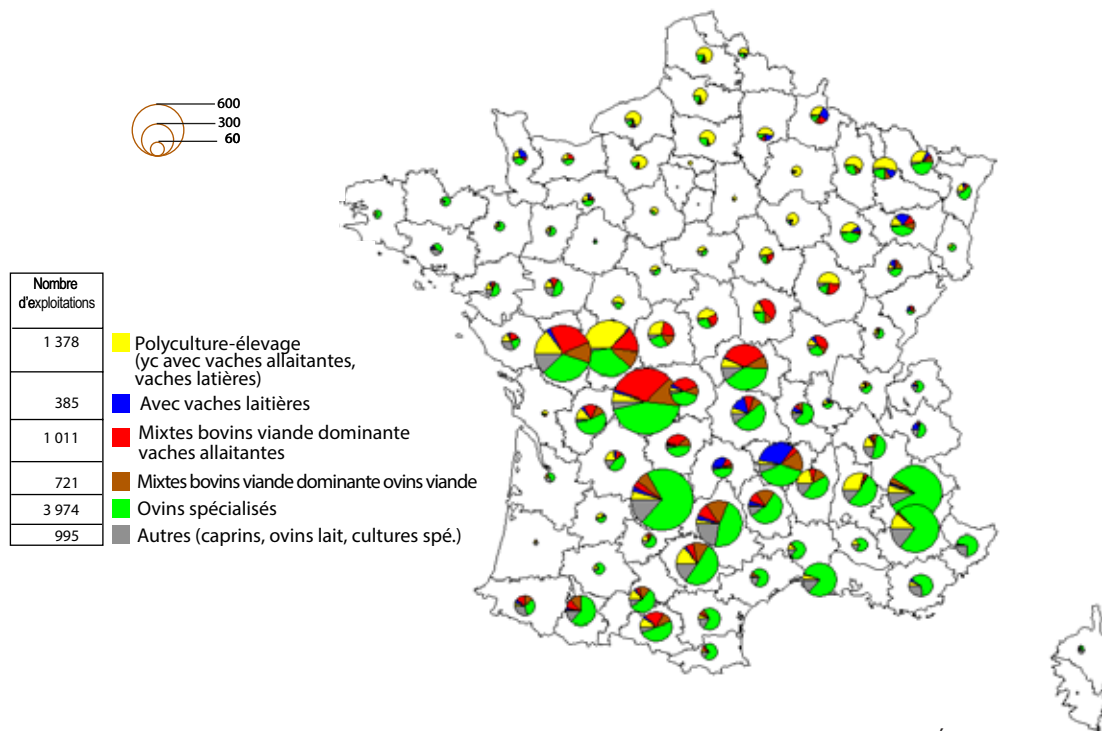 600
300
60
Nombre
d'exploitations
1 378
Polyculture-élevage
(yc avec vaches allaitantes,
vaches latières)
385
Avec vaches laitières
1 011
Mixtes bovins viande dominante
vaches allaitantes
721
Mixtes bovins viande dominante ovins viande
3 974
Ovins spécialisés
995
Autres (caprins, ovins lait, cultures spé.)